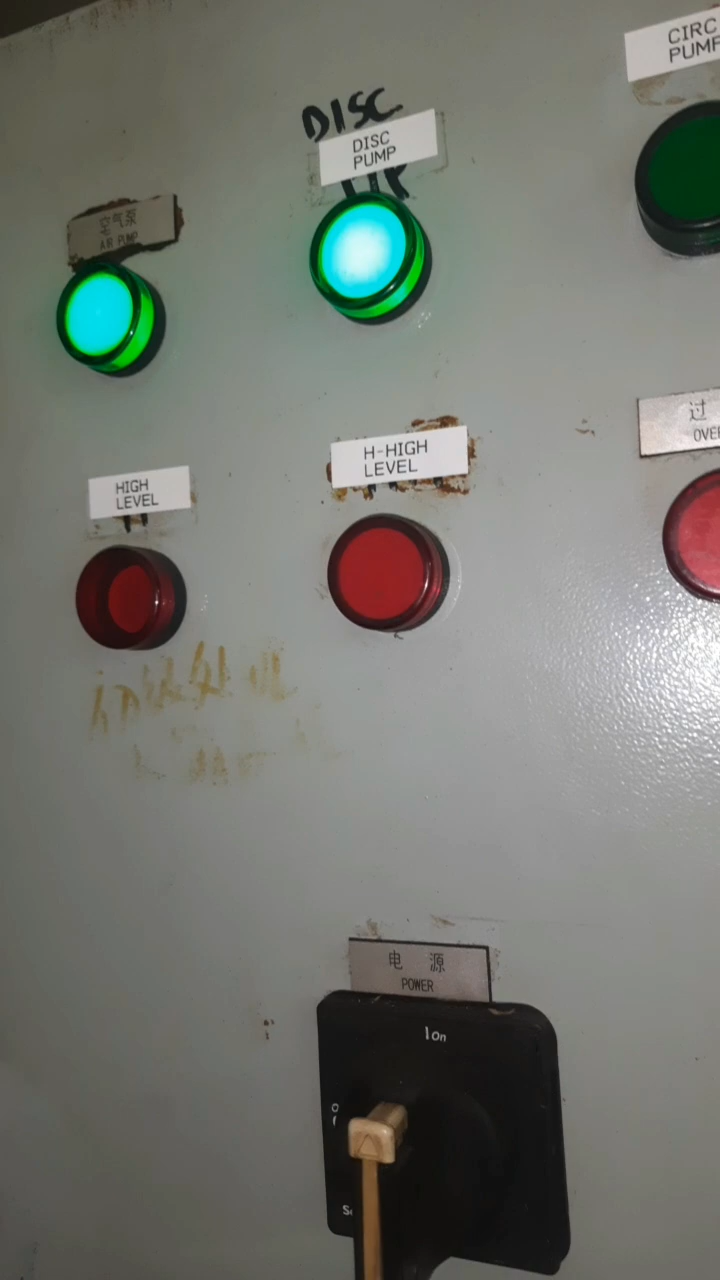 CIRC
PUMP
DISC
DISC
PUMP
空气泵
AIR PUMP
H-HIGH
LEVEL
HIGH
LEVEL
过
OVER
电 源
POWER
1 On